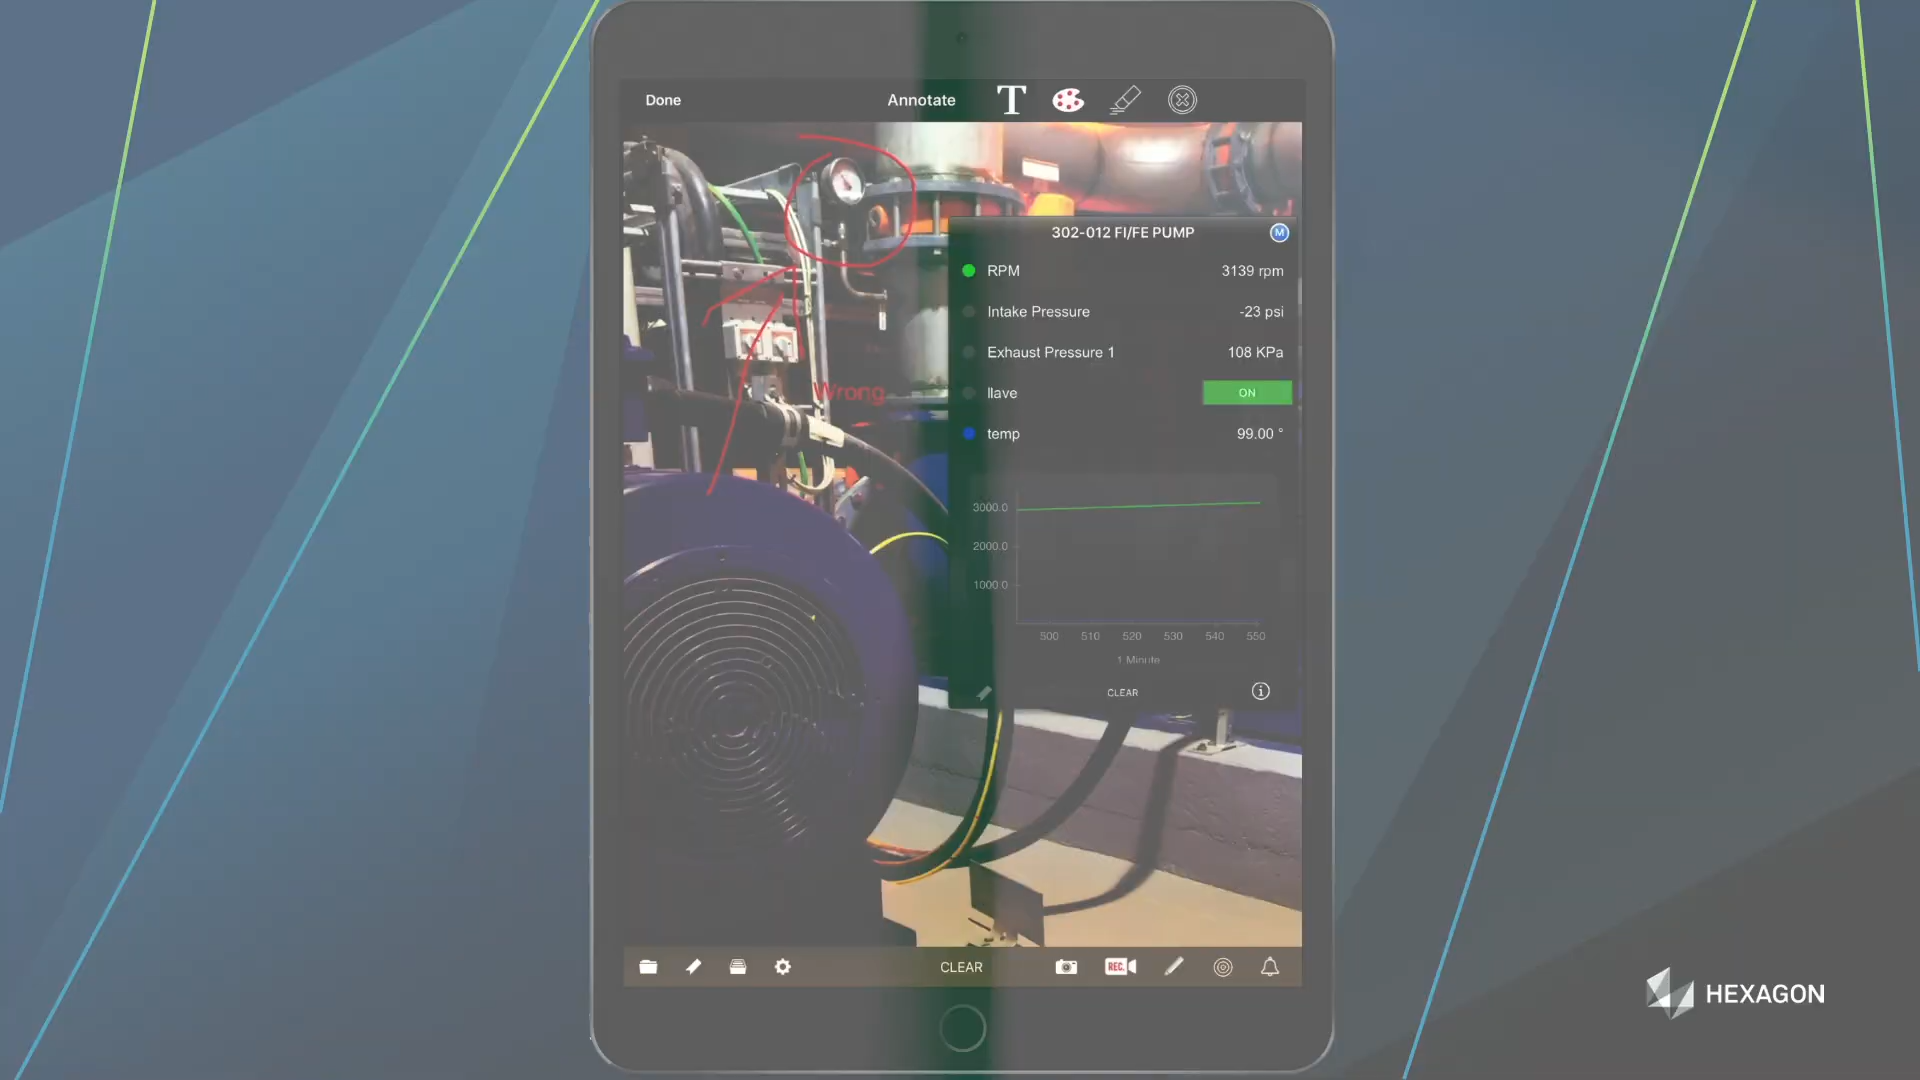 Done
Annotate
T
302-012 FI/FE PUMP
M
RPM 3139 rpm
Intake Pressure -23 psi
Exhaust Pressure 1 108 KPa
llave ON
temp 99.00 °
Wrong
3000.0
2000.0
1000.0
500 510 520 530 540 550
1 Minute
CLEAR
CLEAR
REC.
HEXAGON